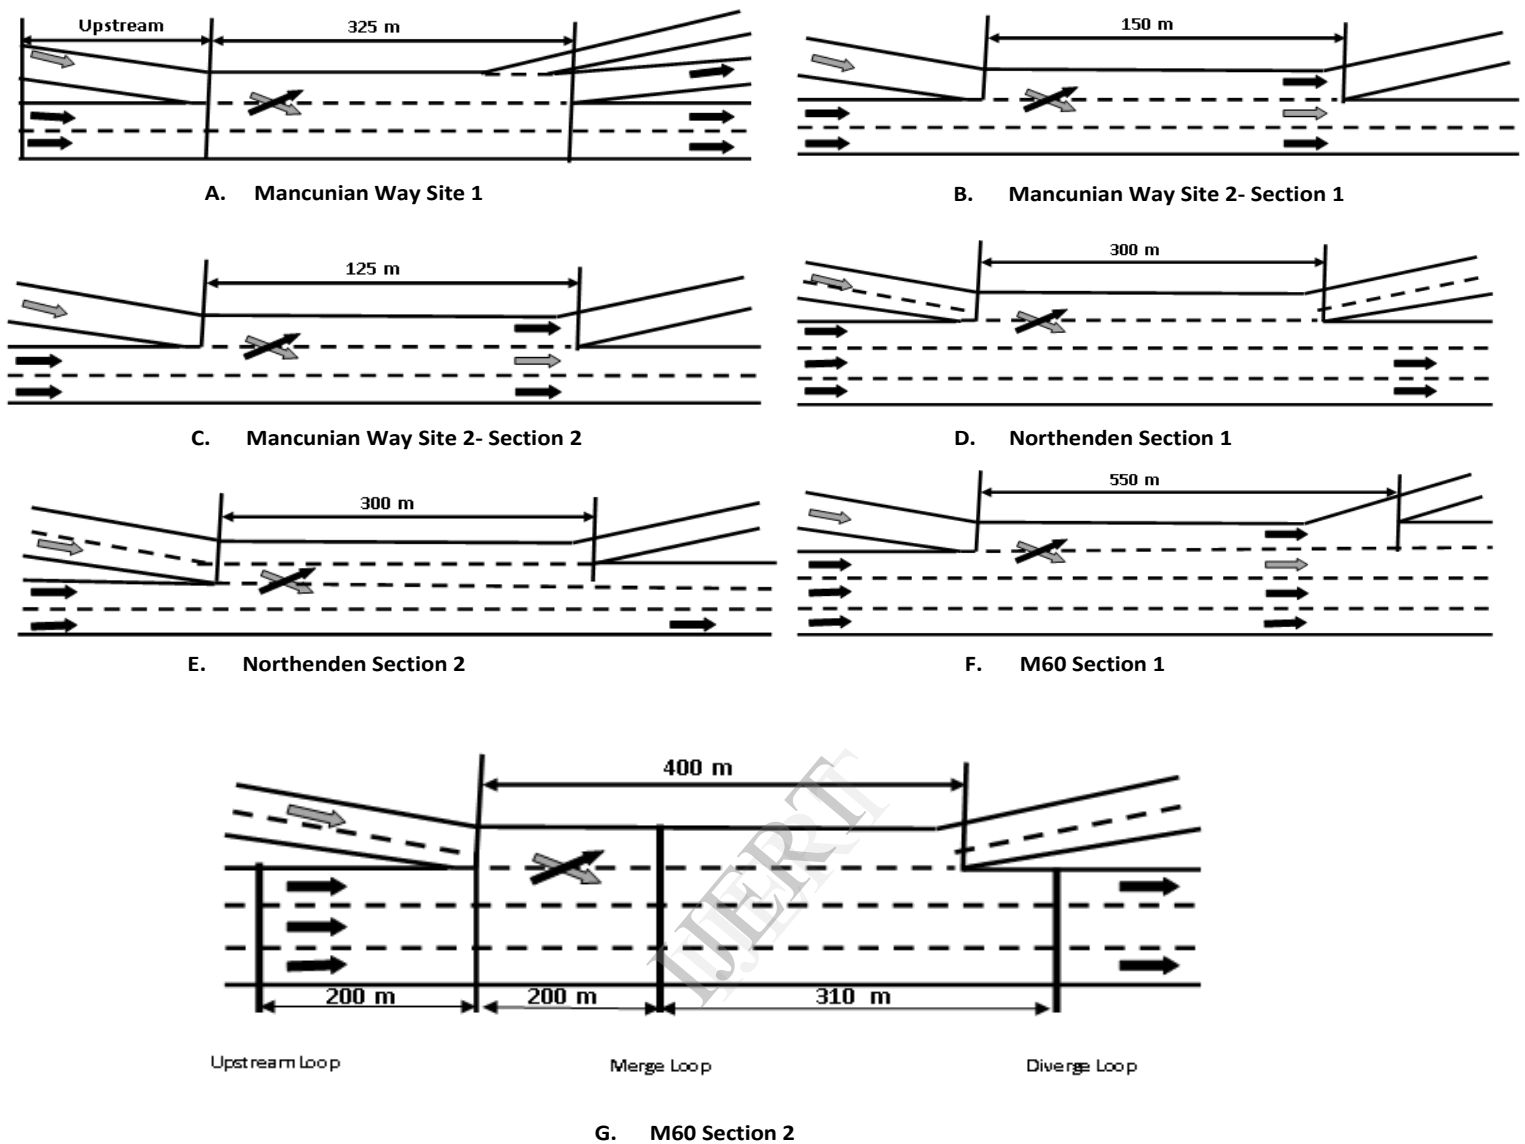 Upstream 325 m
150 m
A. Mancunian Way Site 1
B. Mancunian Way Site 2- Section 1
125 m
300 m
C. Mancunian Way Site 2- Section 2
D. Northenden Section 1
300 m
550 m
E. Northenden Section 2
F. M60 Section 1
400 m
IJERT
200 m 200 m 310 m
Upstream Loop Merge Loop Diverge Loop
G. M60 Section 2